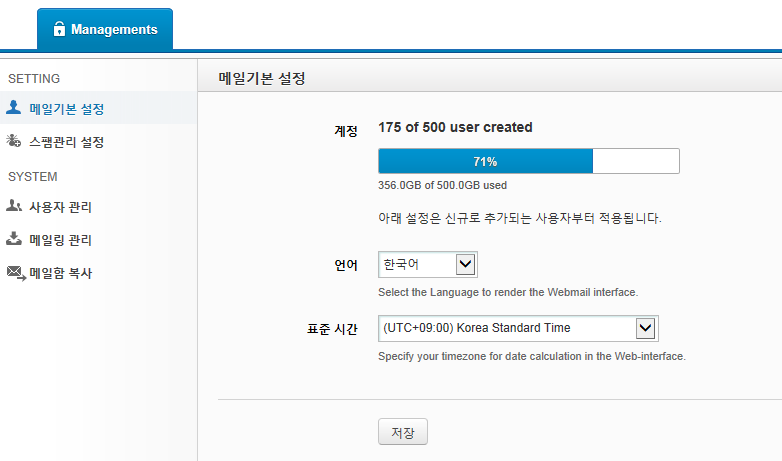 Managements
SETTING
메일기본 설정
스팸관리 설정
SYSTEM
사용자 관리
메일링 관리
메일함 복사
메일기본 설정
계정
175 of 500 user created
71%
356.0GB of 500.0GB used
아래 설정은 신규로 추가되는 사용자부터 적용됩니다.
언어
한국어
Select the Language to render the Webmail interface.
표준 시간
(UTC+09:00) Korea Standard Time
Specify your timezone for date calculation in the Web-interface.
저장